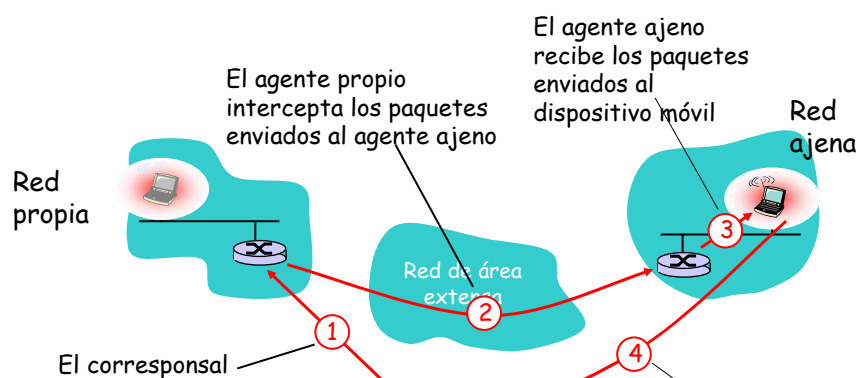 El agente ajeno
recibe los paquetes
enviados al
dispositivo móvil
El agente propio
intercepta los paquetes
enviados al agente ajeno
Red
ajena
Red
propia
3
Red de área
extensa
2
1
4
El corresponsal